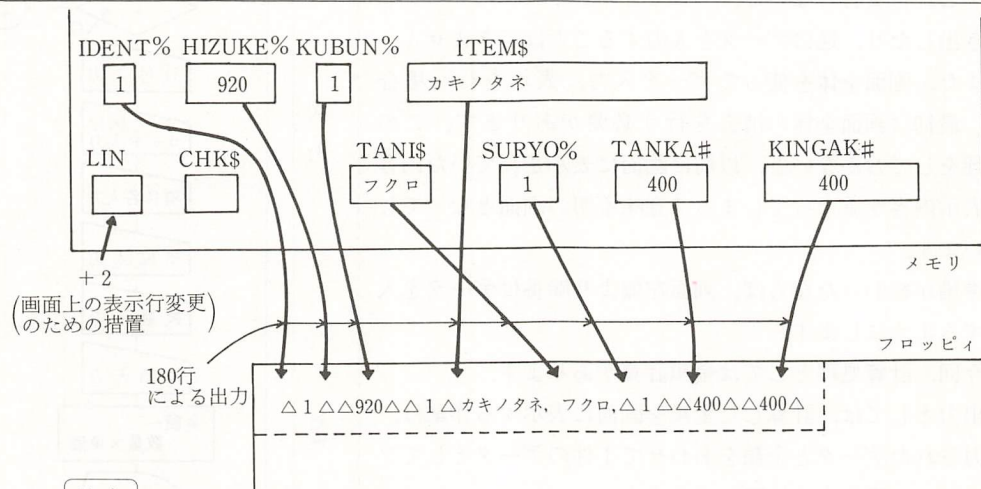 IDENT% HIZUKE% KUBUN% ITEM$
1 920 1 カキノタネ
LIN CHK$ TANI$ SURYO% TANKA# KINGAK#
フクロ 1 400 400
メモリ
+2
(画面上の表示行変更)
のための措置
フロッピィ
180行
による出力
△1△△920△△1△カキノタネ, フクロ,△1△△400△△400△